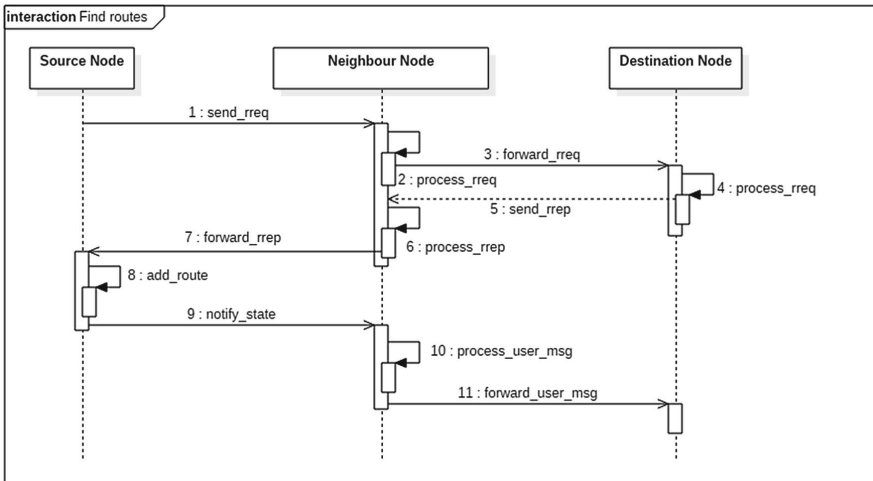 interaction Find routes
Source Node
Neighbour Node
Destination Node
1 : send_rreq
3 : forward_rreq
2 : process_rreq
4 : process_rreq
5 : send_rrep
7 : forward_rrep
6 : process_rrep
8 : add_route
9 : notify_state
10 : process_user_msg
11 : forward_user_msg